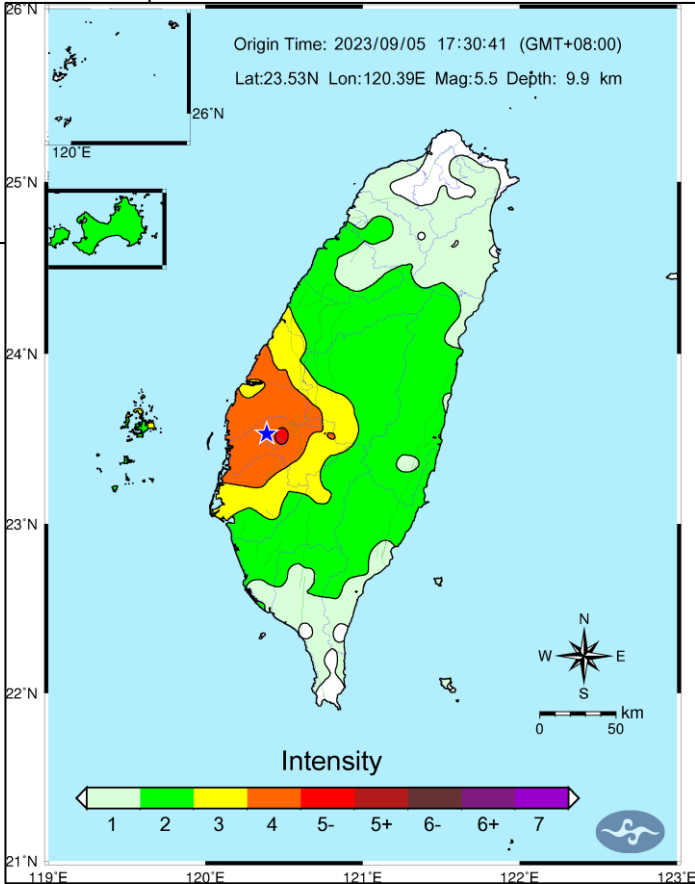 26°N
Origin Time: 2023/09/05 17:30:41 (GMT+08:00)
Lat:23.53N Lon:120.39E Mag:5.5 Depth: 9.9 km
26°N
120°E
25°N
24°N
23°N
N
W E
S
22°N
km
0 50
Intensity
1 2 3 4 5- 5+ 6- 6+ 7
21°N
119°E 120°E 121°E 122°E 123°E